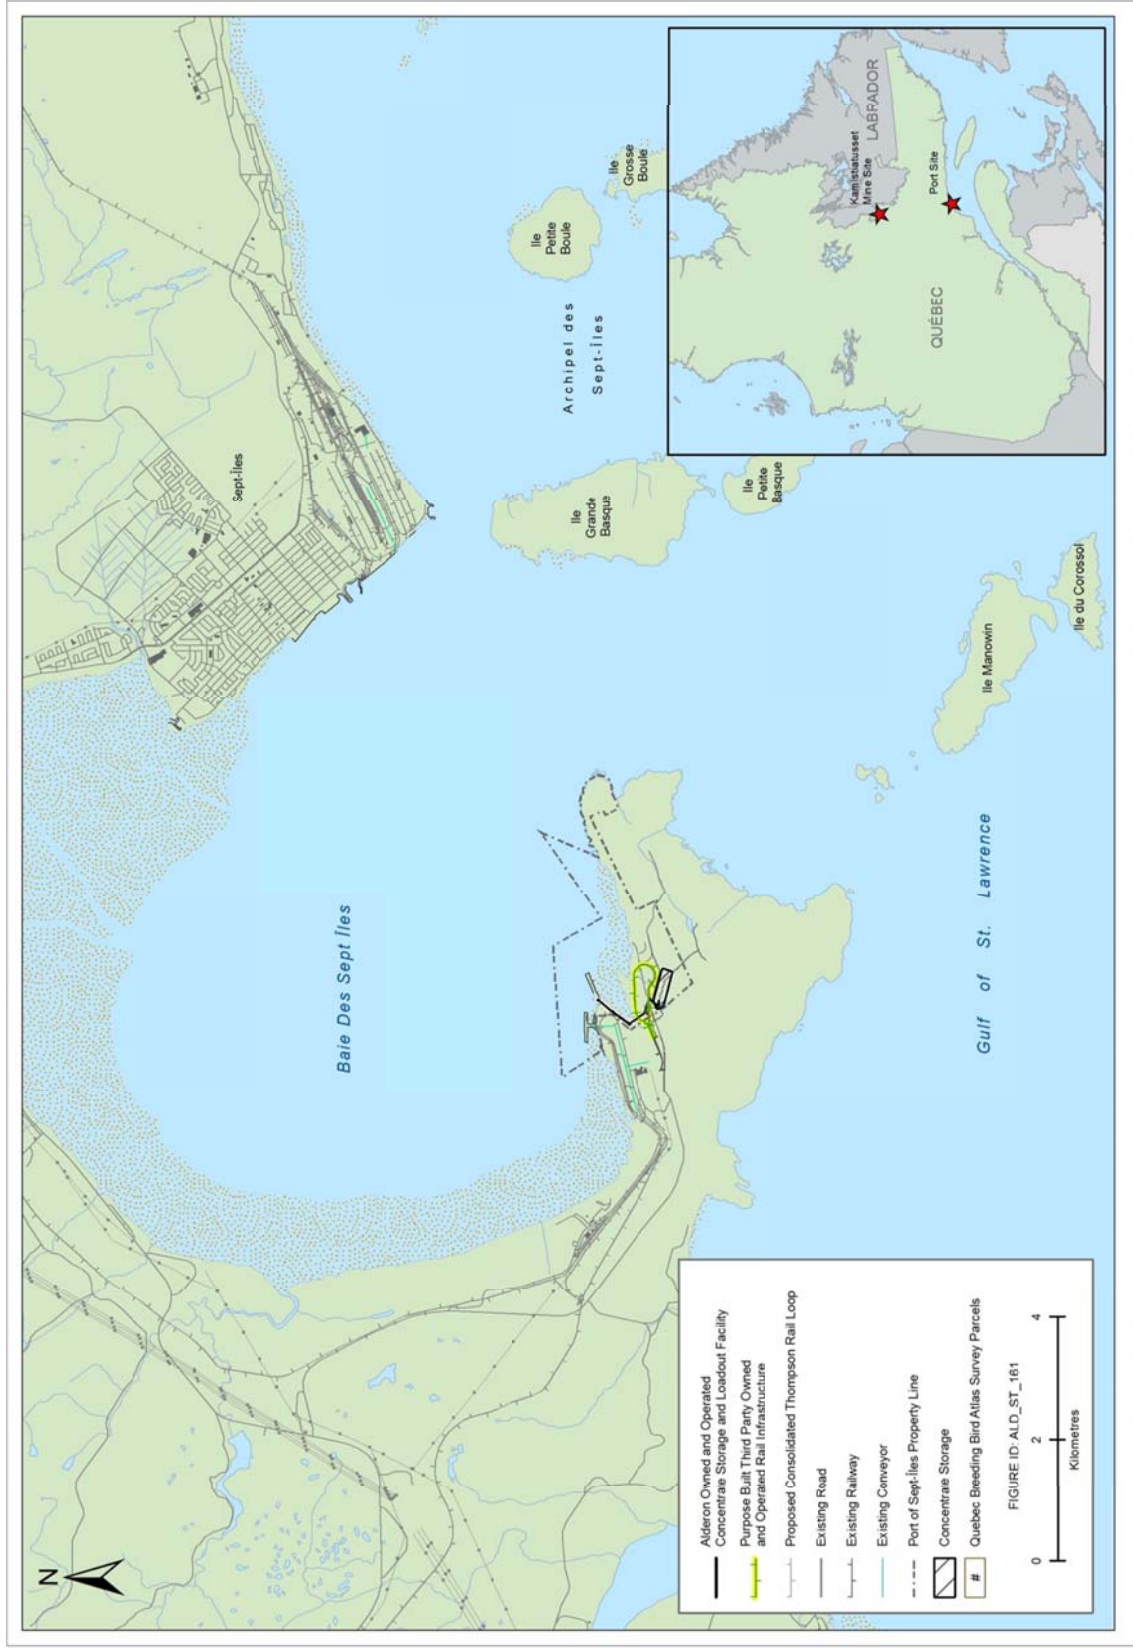 N
Sept-Îles
Baie Des Sept Îles
Archipel des
Sept-Îles
Ile
Petite
Boule
Ile
Grosse
Boule
Ile
Grande
Basque
Ile
Petite
Basque
Ile Manowin
Ile du Corossol
Gulf of St. Lawrence
Kamistiatusset
Mine Site
LABRADOR
Port Site
QUÉBEC
Alderon Owned and Operated
Concentrae Storage and Loadout Facility
Purpose Built Third Party Owned
and Operated Rail Infrastructure
Proposed Consolidated Thompson Rail Loop
Existing Road
Existing Railway
Existing Conveyor
Port of Sept-Îles Property Line
Concentrae Storage
# Quebec Breeding Bird Atlas Survey Parcels
FIGURE ID: ALD_ST_161
0 2 4
Kilometres